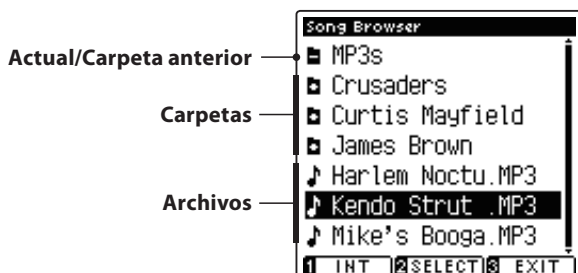 Song Browser
Actual/Carpeta anterior
MP3s
Crusaders
Carpetas
Curtis Mayfield
James Brown
Harlem Noctu.MP3
Archivos
Kendo Strut .MP3
Mike's Booga.MP3
1 INT 2 SELECT 3 EXIT